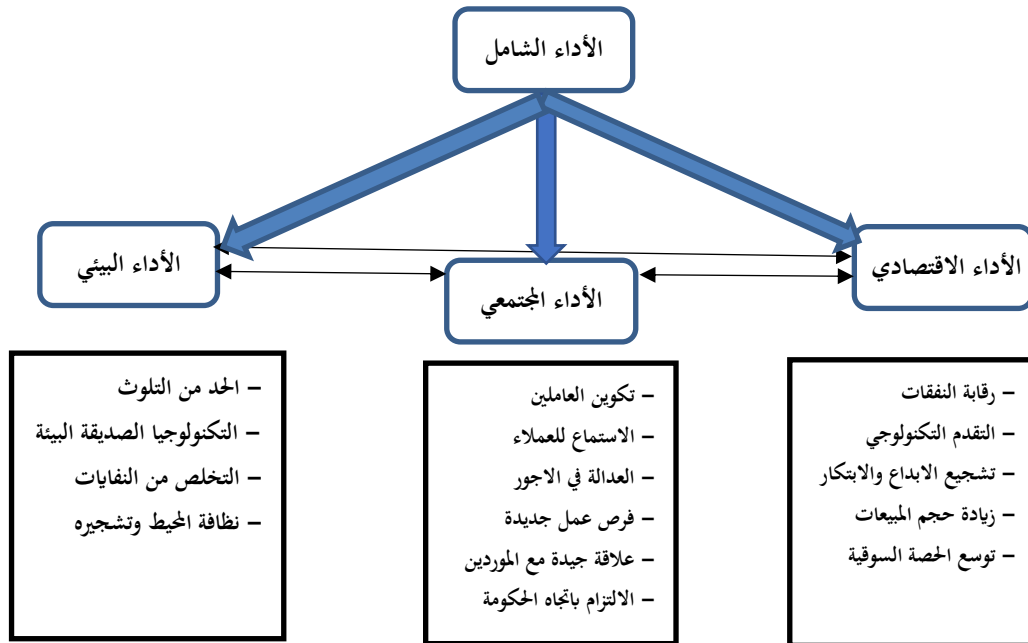 الأداء الشامل
الأداء الاقتصادي
الأداء المجتمعي
الأداء البيئي
– رقابة النفقات
– التقدم التكنولوجي
– تشجيع الابداع والابتكار
– زيادة حجم المبيعات
– توسع الحصة السوقية
– تكوين العاملين
– الاستماع للعملاء
– العدالة في الاجور
– فرص عمل جديدة
– علاقة جيدة مع الموردين
– الالتزام باتجاه الحكومة
– الحد من التلوث
– التكنولوجيا الصديقة البيئة
– التخلص من النفايات
– نظافة المحيط وتشجيره